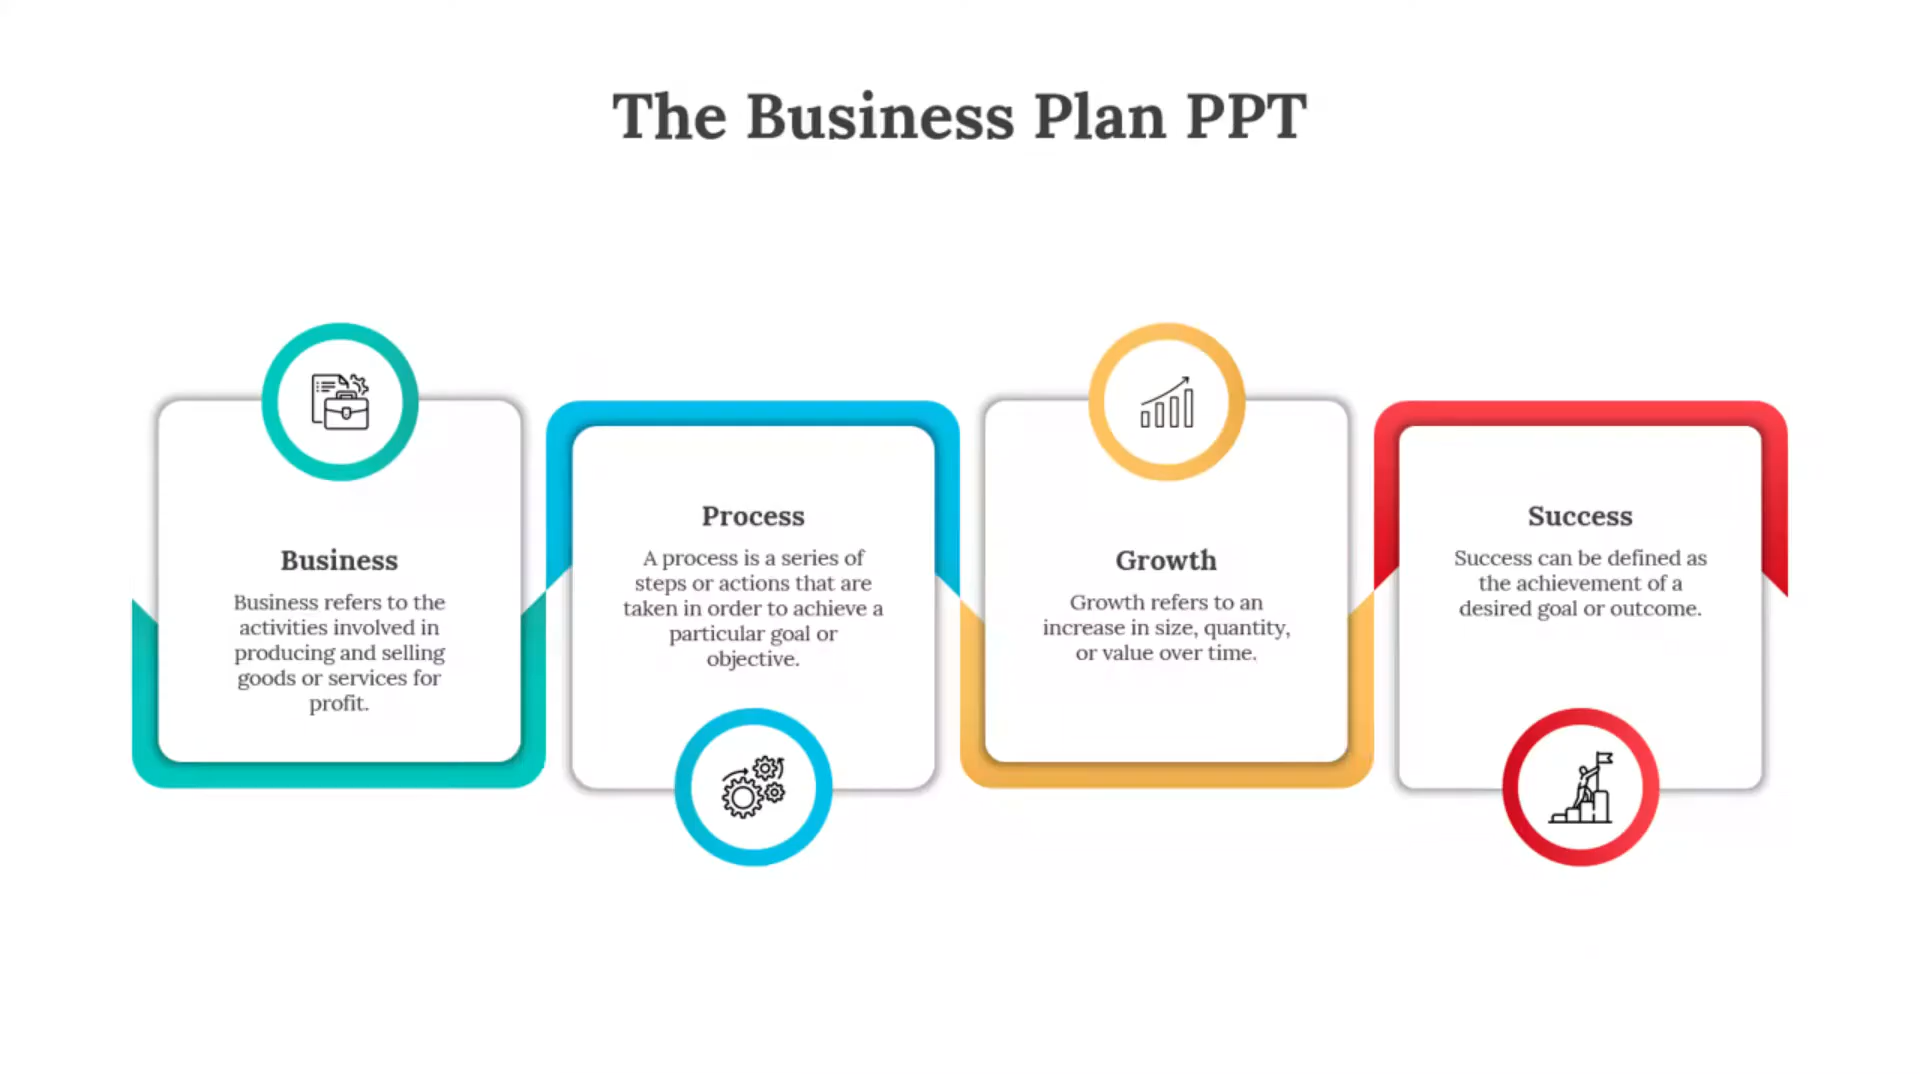 The Business Plan PPT
Business
Business refers to the
activities involved in
producing and selling
goods or services for
profit.
Process
A process is a series of
steps or actions that are
taken in order to achieve a
particular goal or
objective.
Growth
Growth refers to an
increase in size, quantity,
or value over time.
Success
Success can be defined as
the achievement of a
desired goal or outcome.